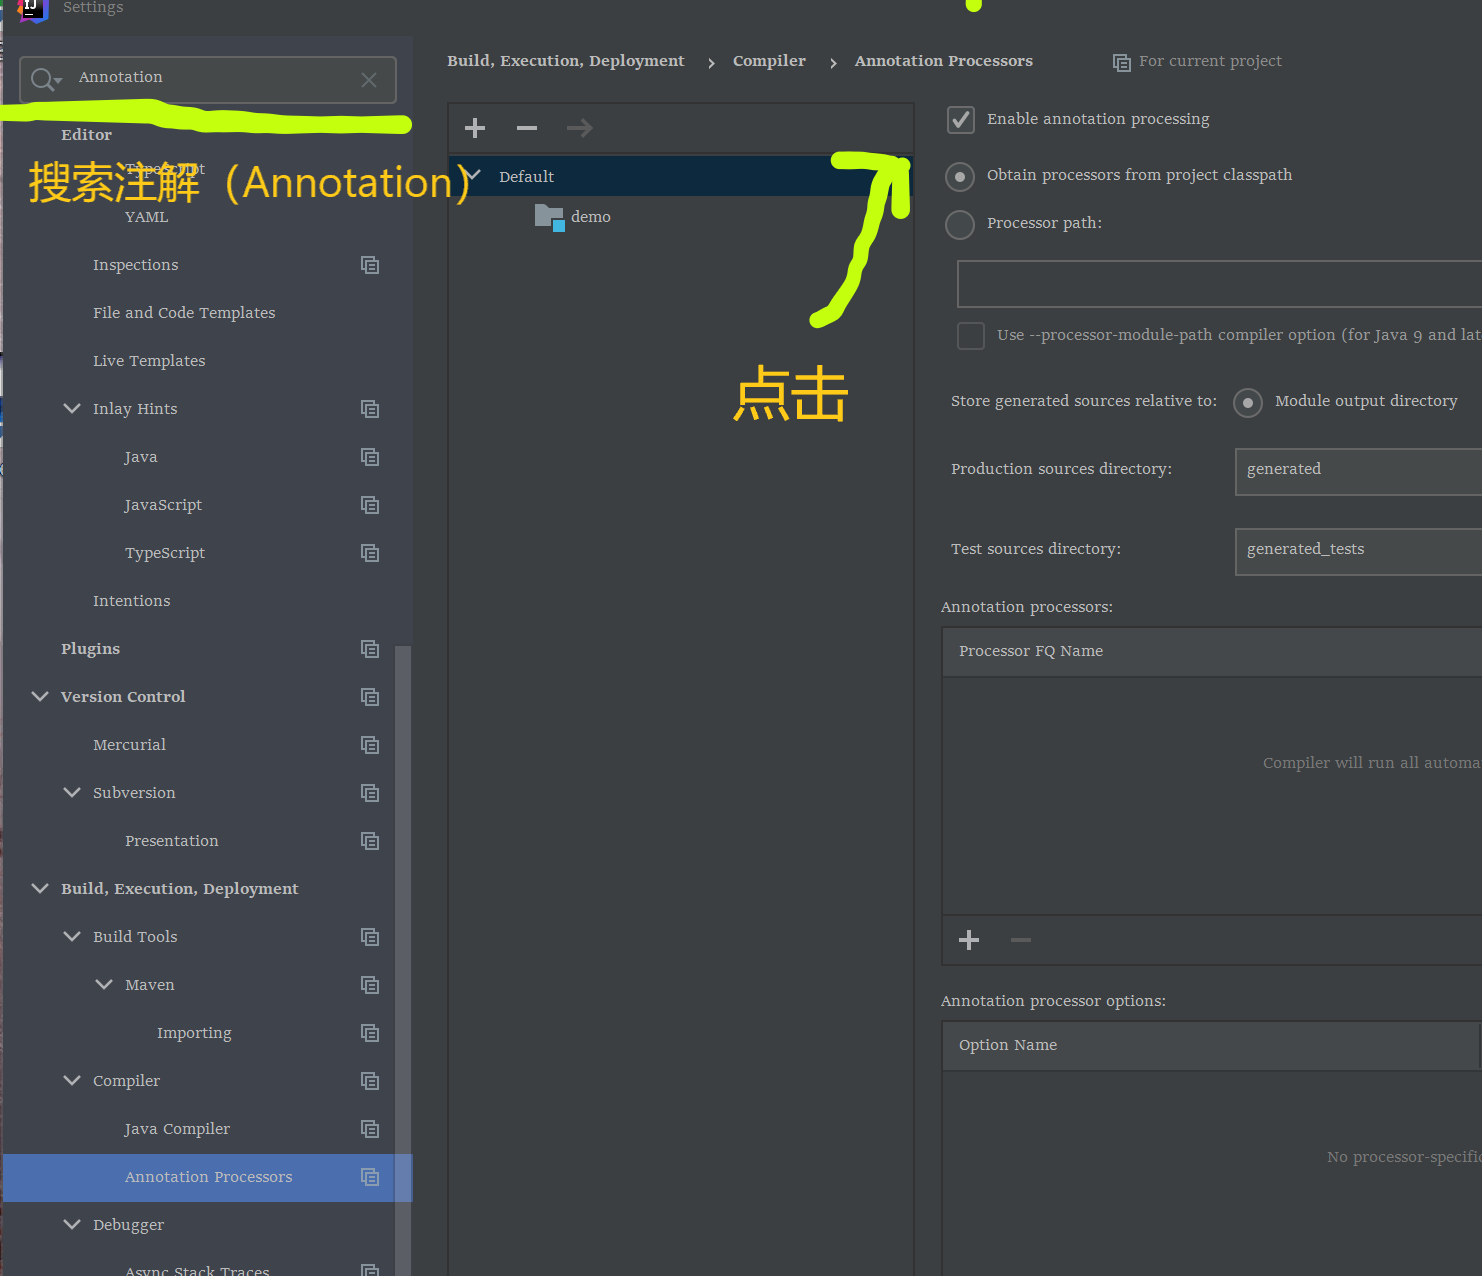 Settings
Annotation
Editor
TypeScript
搜索注解（Annotation）
YAML
Inspections
File and Code Templates
Live Templates
Inlay Hints
Java
JavaScript
TypeScript
Intentions
Plugins
Version Control
Mercurial
Subversion
Presentation
Build, Execution, Deployment
Build Tools
Maven
Importing
Compiler
Java Compiler
Annotation Processors
Debugger
Async Stack Traces
Build, Execution, Deployment › Compiler › Annotation Processors
For current project
Default
demo
点击
Enable annotation processing
Obtain processors from project classpath
Processor path:
Use --processor-module-path compiler option (for Java 9 and lat
Store generated sources relative to: Module output directory
Production sources directory: generated
Test sources directory: generated_tests
Annotation processors:
Processor FQ Name
Compiler will run all automa
Annotation processor options:
Option Name
No processor-specific